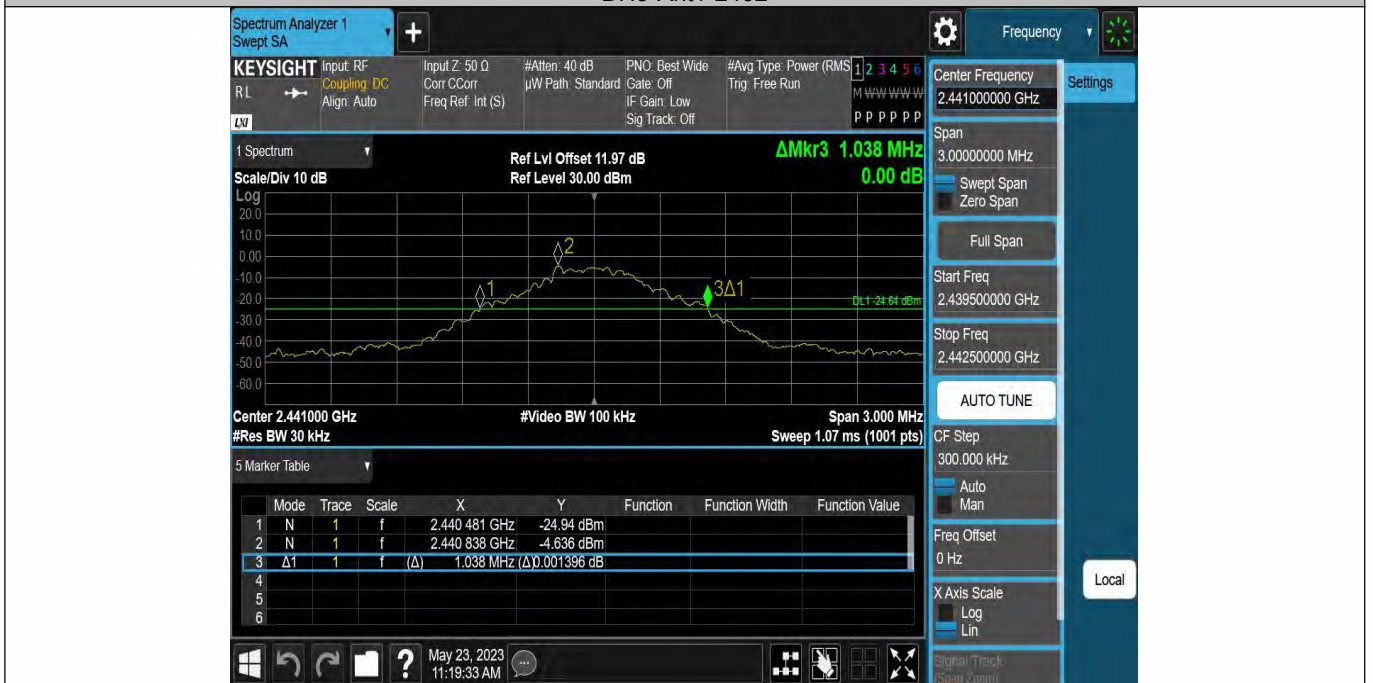 Spectrum Analyzer 1
Swept SA
+
Frequency
KEYSIGHT
RL
LXI
Input: RF
Coupling: DC
Align: Auto
Input Z: 50 Ω
Corr CCorr
Freq Ref: Int (S)
#Atten: 40 dB
µW Path: Standard
PNO: Best Wide
Gate: Off
IF Gain: Low
Sig Track: Off
#Avg Type: Power (RMS
Trig: Free Run
1 2 3 4 5 6
M W W W W W
P P P P P P
1 Spectrum
Scale/Div 10 dB
Ref Lvl Offset 11.97 dB
Ref Level 30.00 dBm
ΔMkr3 1.038 MHz
0.00 dB
Log
20.0
10.0
0.00
-10.0
-20.0
-30.0
-40.0
-50.0
-60.0
1
2
3Δ1
DL1 -24.64 dBm
Center 2.441000 GHz
#Video BW 100 kHz
Span 3.000 MHz
#Res BW 30 kHz
Sweep 1.07 ms (1001 pts)
5 Marker Table
Mode Trace Scale X Y Function Function Width Function Value
1 N 1 f 2.440 481 GHz -24.94 dBm
2 N 1 f 2.440 838 GHz -4.636 dBm
3 Δ1 1 f (Δ) 1.038 MHz (Δ)0.001396 dB
4
5
6
?
May 23, 2023
11:19:33 AM
Settings
Center Frequency
2.441000000 GHz
Span
3.00000000 MHz
Swept Span
Zero Span
Full Span
Start Freq
2.439500000 GHz
Stop Freq
2.442500000 GHz
AUTO TUNE
CF Step
300.000 kHz
Auto
Man
Freq Offset
0 Hz
X Axis Scale
Log
Lin
Signal Track
(Span Zoom)
Local